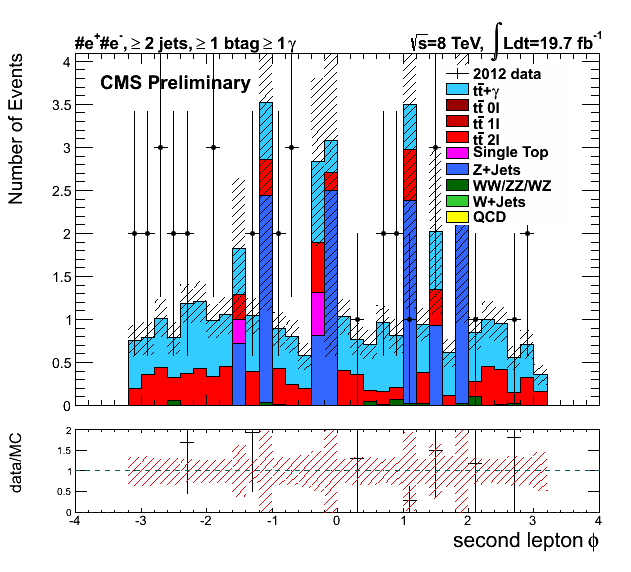 #e⁺#e⁻, ≥ 2 jets, ≥ 1 btag ≥ 1 γ
√s=8 TeV, ∫ Ldt=19.7 fb⁻¹
CMS Preliminary
2012 data
tt̄+γ
tt̄ 0l
tt̄ 1l
tt̄ 2l
Single Top
Z+Jets
WW/ZZ/WZ
W+Jets
QCD
Number of Events
4
3.5
3
2.5
2
1.5
1
0.5
0
data/MC
2
1.5
1
0.5
0
-4 -3 -2 -1 0 1 2 3 4
second lepton ϕ